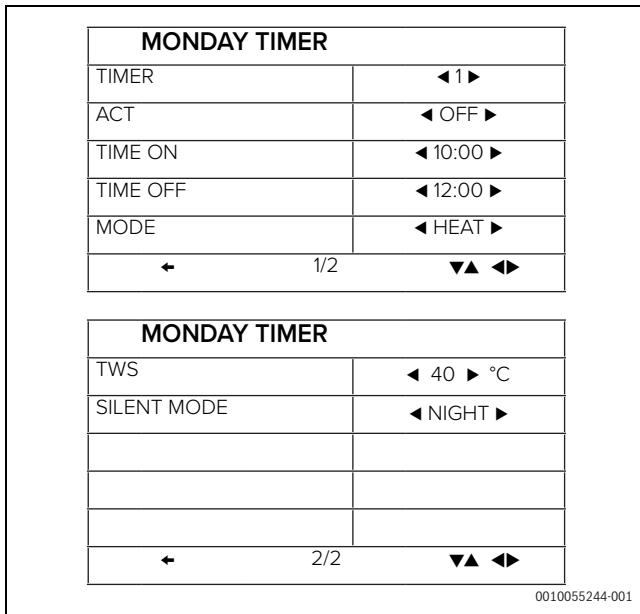 MONDAY TIMER
TIMER ◀ 1 ▶
ACT ◀ OFF ▶
TIME ON ◀ 10:00 ▶
TIME OFF ◀ 12:00 ▶
MODE ◀ HEAT ▶
← 1/2 ▼▲ ◀▶
MONDAY TIMER
TWS ◀ 40 ▶ °C
SILENT MODE ◀ NIGHT ▶
← 2/2 ▼▲ ◀▶
0010055244-001